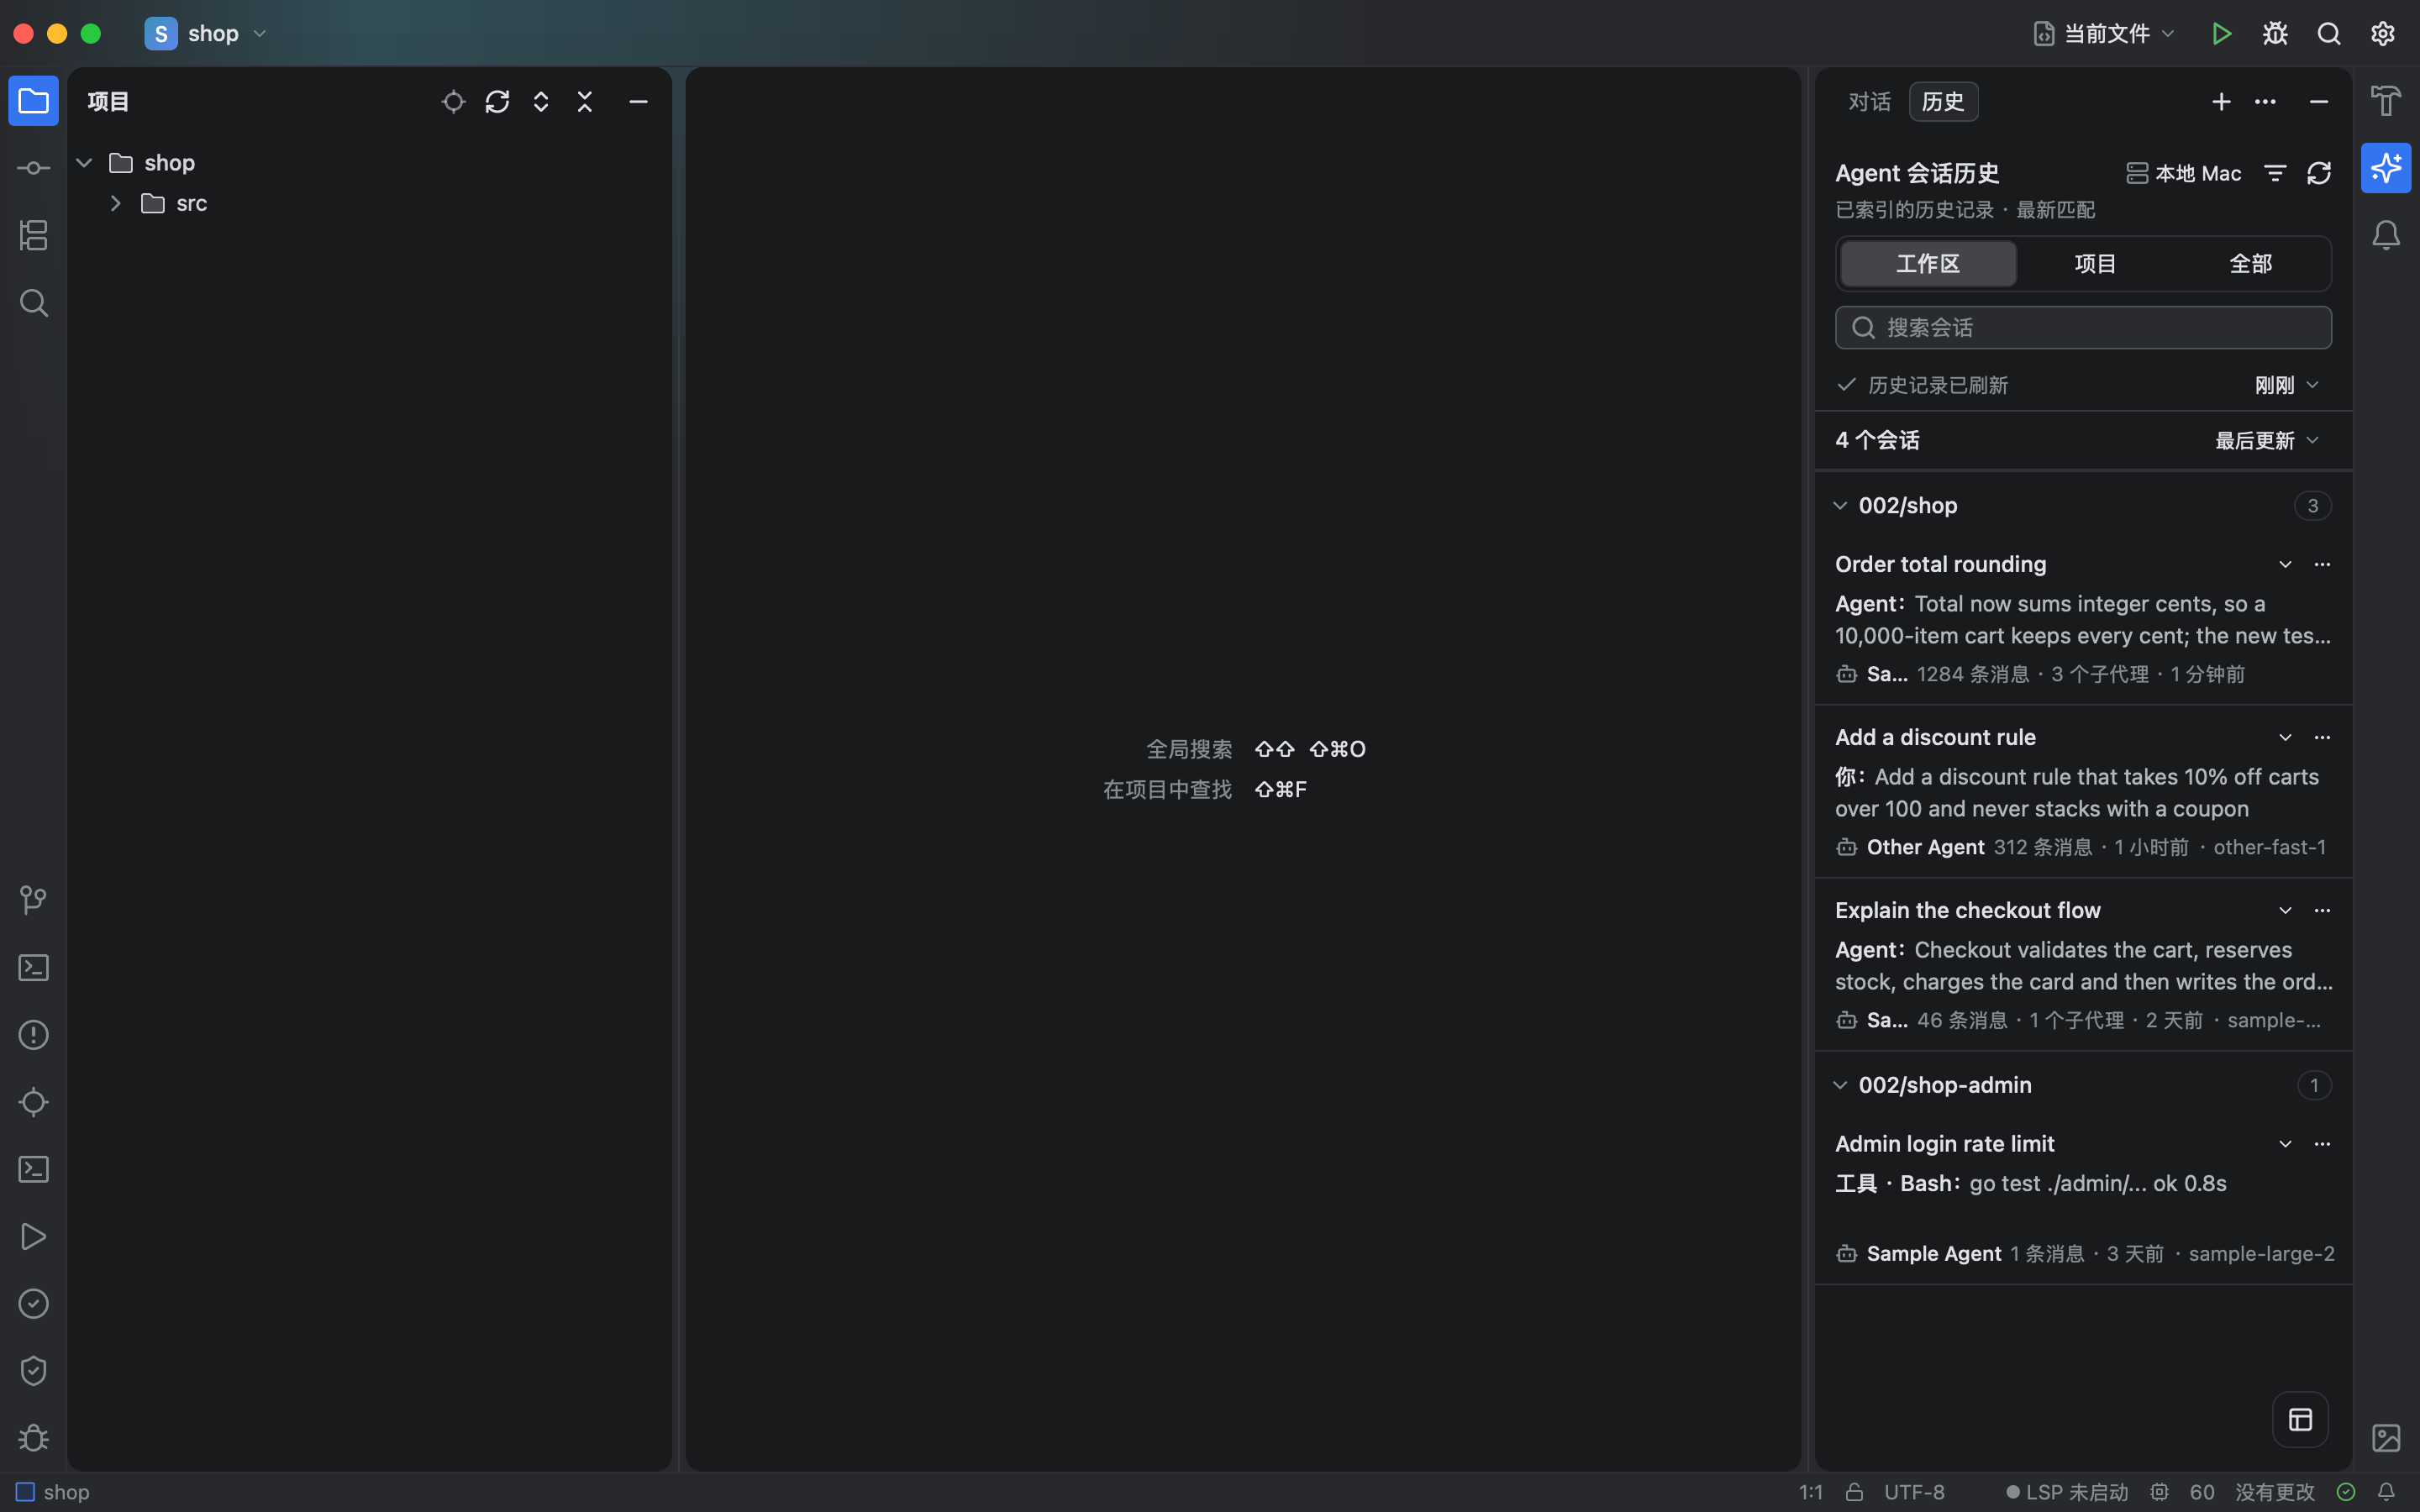 S shop
当前文件
项目
shop
src
全局搜索 ⇧⇧ ⇧⌘O
在项目中查找 ⇧⌘F
对话 历史
Agent 会话历史 本地 Mac
已索引的历史记录 · 最新匹配
工作区 项目 全部
搜索会话
历史记录已刷新 刚刚
4 个会话 最后更新
002/shop 3
Order total rounding
Agent: Total now sums integer cents, so a
10,000-item cart keeps every cent; the new tes...
Sa... 1284 条消息 · 3 个子代理 · 1 分钟前
Add a discount rule
你: Add a discount rule that takes 10% off carts
over 100 and never stacks with a coupon
Other Agent 312 条消息 · 1 小时前 · other-fast-1
Explain the checkout flow
Agent: Checkout validates the cart, reserves
stock, charges the card and then writes the ord...
Sa... 46 条消息 · 1 个子代理 · 2 天前 · sample-...
002/shop-admin 1
Admin login rate limit
工具 · Bash: go test ./admin/... ok 0.8s
Sample Agent 1 条消息 · 3 天前 · sample-large-2
shop 1:1 UTF-8 LSP 未启动 60 没有更改